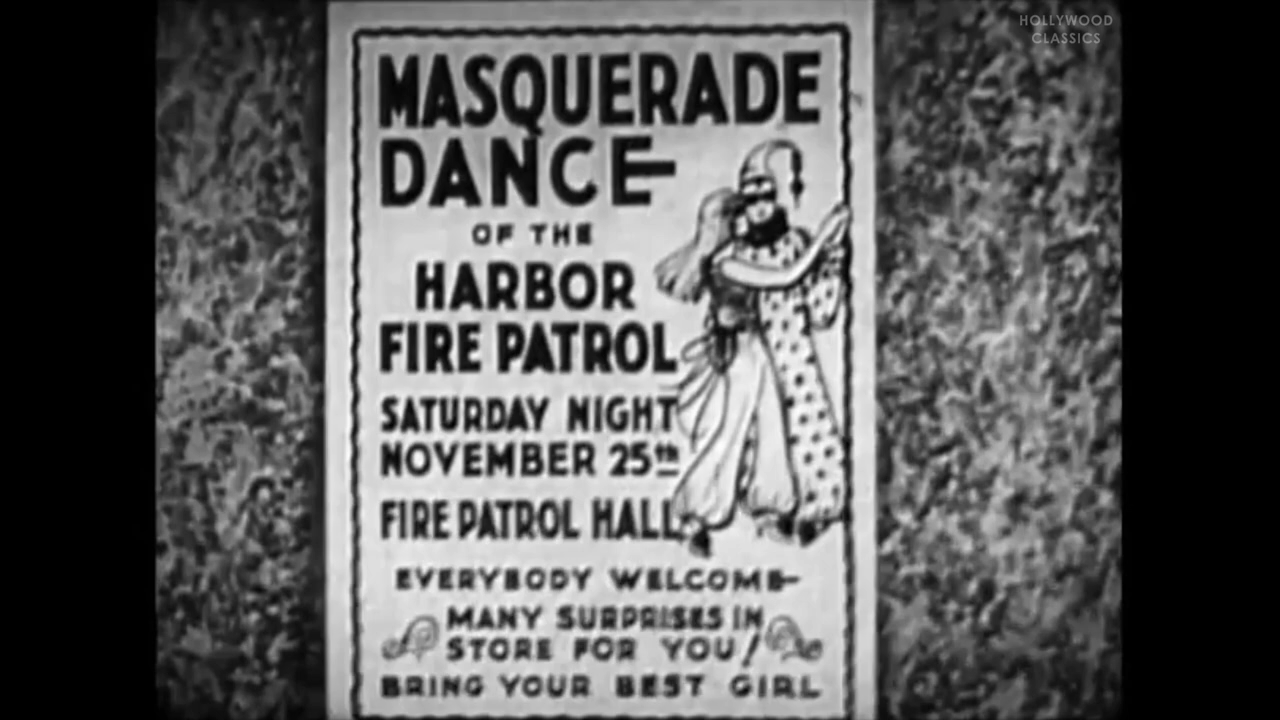 HOLLYWOOD
CLASSICS
MASQUERADE
DANCE-
OF THE
HARBOR
FIRE PATROL
SATURDAY NIGHT
NOVEMBER 25th
FIRE PATROL HALL
EVERYBODY WELCOME-
MANY SURPRISES IN
STORE FOR YOU!
BRING YOUR BEST GIRL